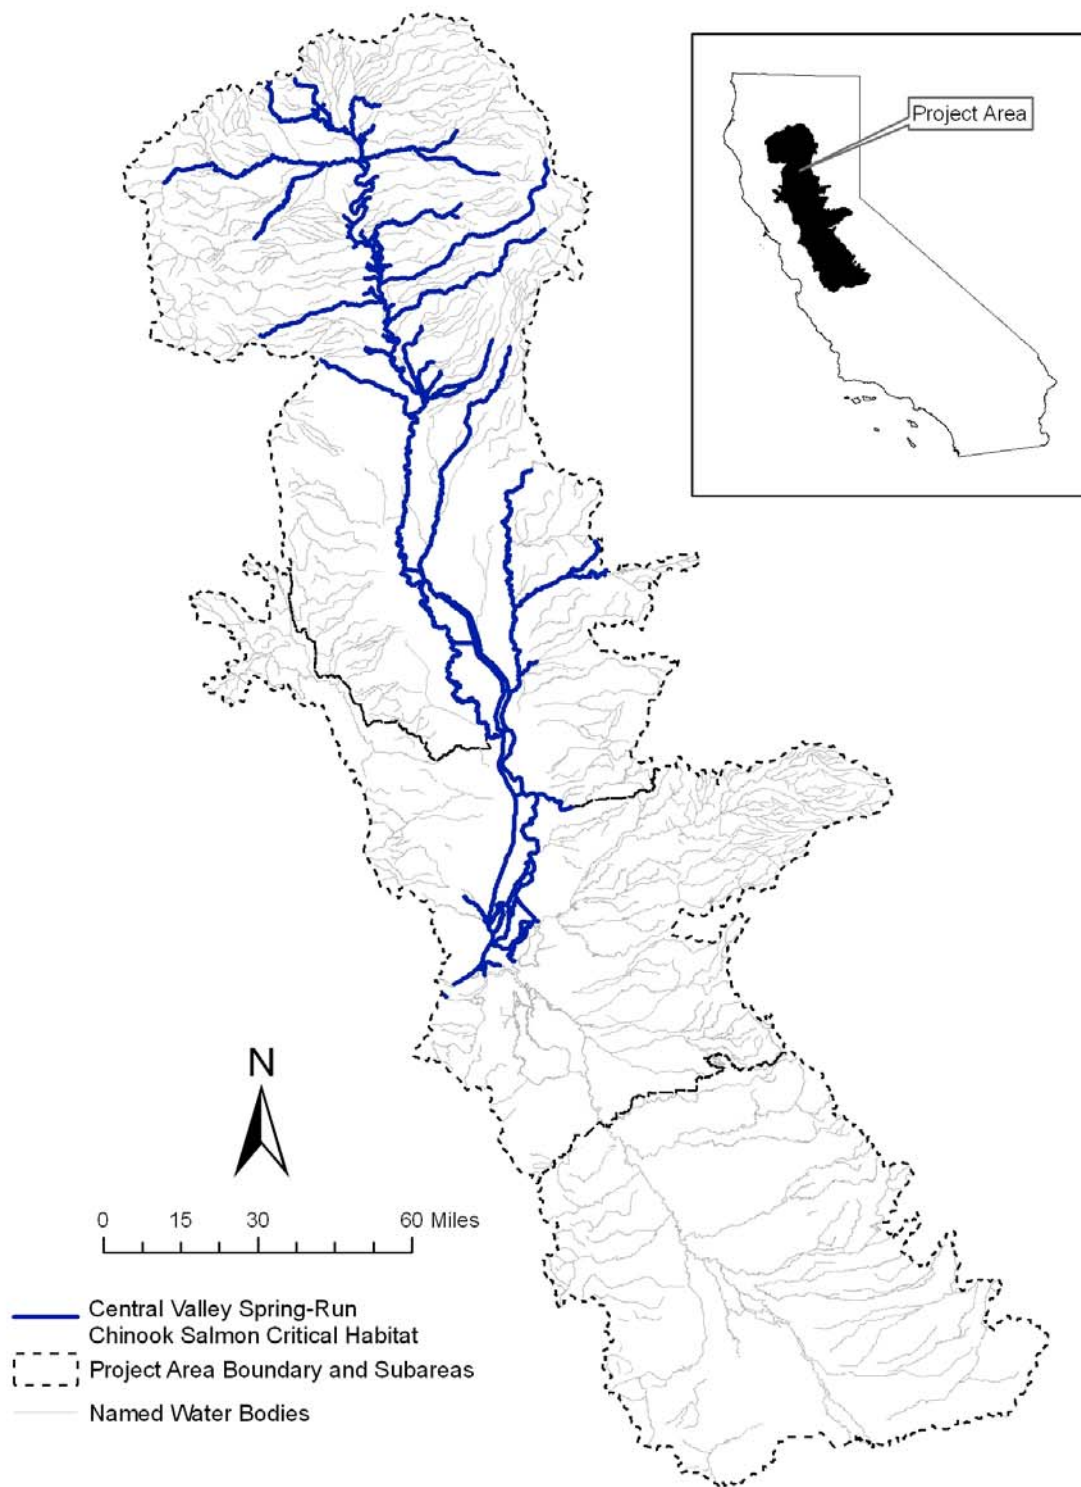 Project Area
N
0 15 30 60 Miles
Central Valley Spring-Run
Chinook Salmon Critical Habitat
Project Area Boundary and Subareas
Named Water Bodies